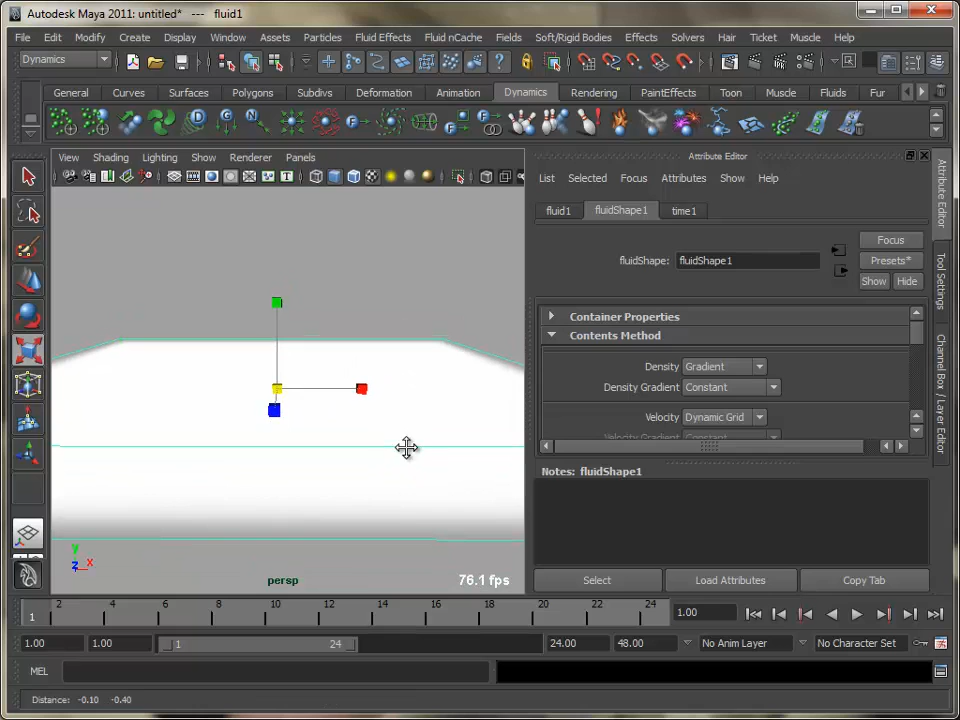 Autodesk Maya 2011: untitled* --- fluid1
File Edit Modify Create Display Window Assets Particles Fluid Effects Fluid nCache Fields Soft/Rigid Bodies Effects Solvers Hair Ticket Muscle Help
Dynamics
General Curves Surfaces Polygons Subdivs Deformation Animation Dynamics Rendering PaintEffects Toon Muscle Fluids Fur
View Shading Lighting Show Renderer Panels
Attribute Editor
List Selected Focus Attributes Show Help
fluid1 fluidShape1 time1
Focus
fluidShape: fluidShape1 Presets*
Show Hide
Container Properties
Contents Method
Density Gradient
Density Gradient Constant
Velocity Dynamic Grid
Velocity Gradient Constant
Notes: fluidShape1
Select Load Attributes Copy Tab
Attribute Editor
Tool Settings
Channel Box / Layer Editor
y
z x
persp
76.1 fps
1 2 4 6 8 10 12 14 16 18 20 22 24 1.00
1.00 1.00 1 24 24.00 48.00 No Anim Layer No Character Set
MEL
Distance: -0.10 -0.40